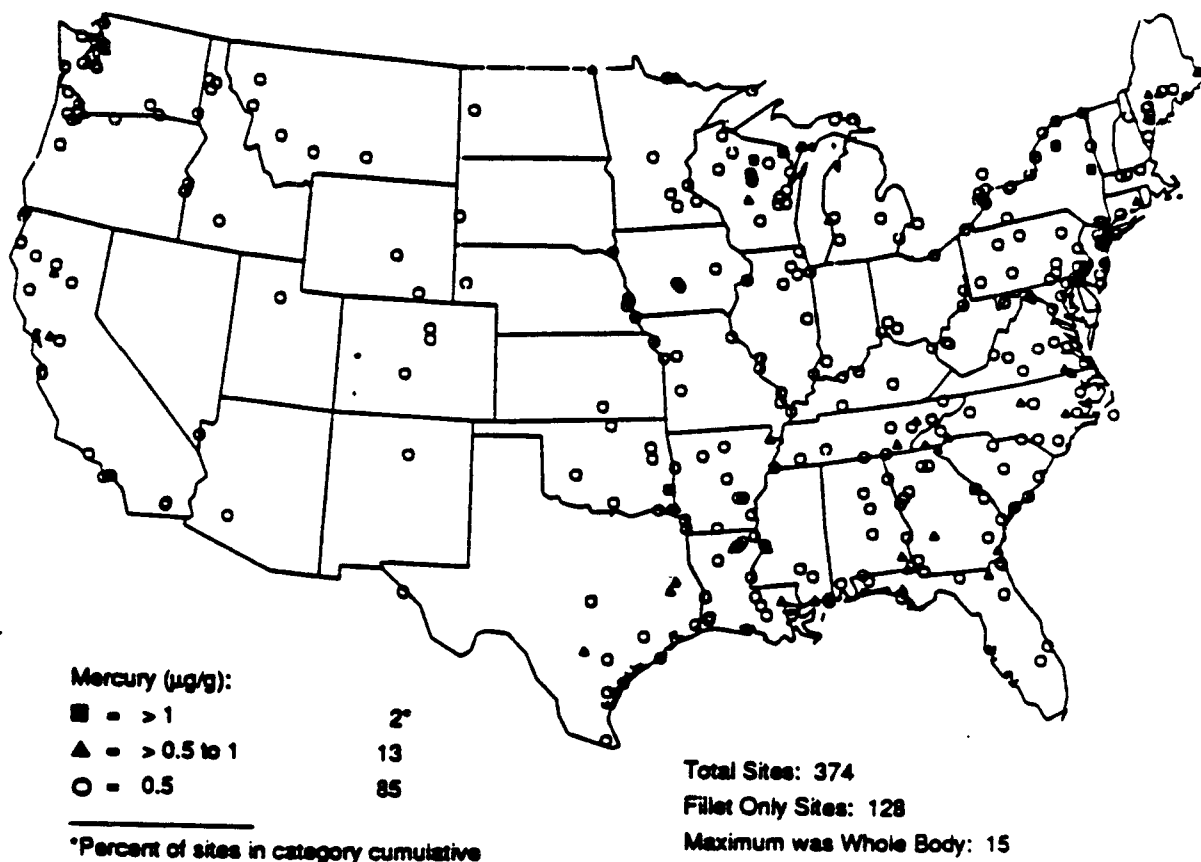 Mercury (µg/g):
■ = > 1 2*
▲ = > 0.5 to 1 13
○ = 0.5 85
*Percent of sites in category cumulative
Total Sites: 374
Fillet Only Sites: 128
Maximum was Whole Body: 15